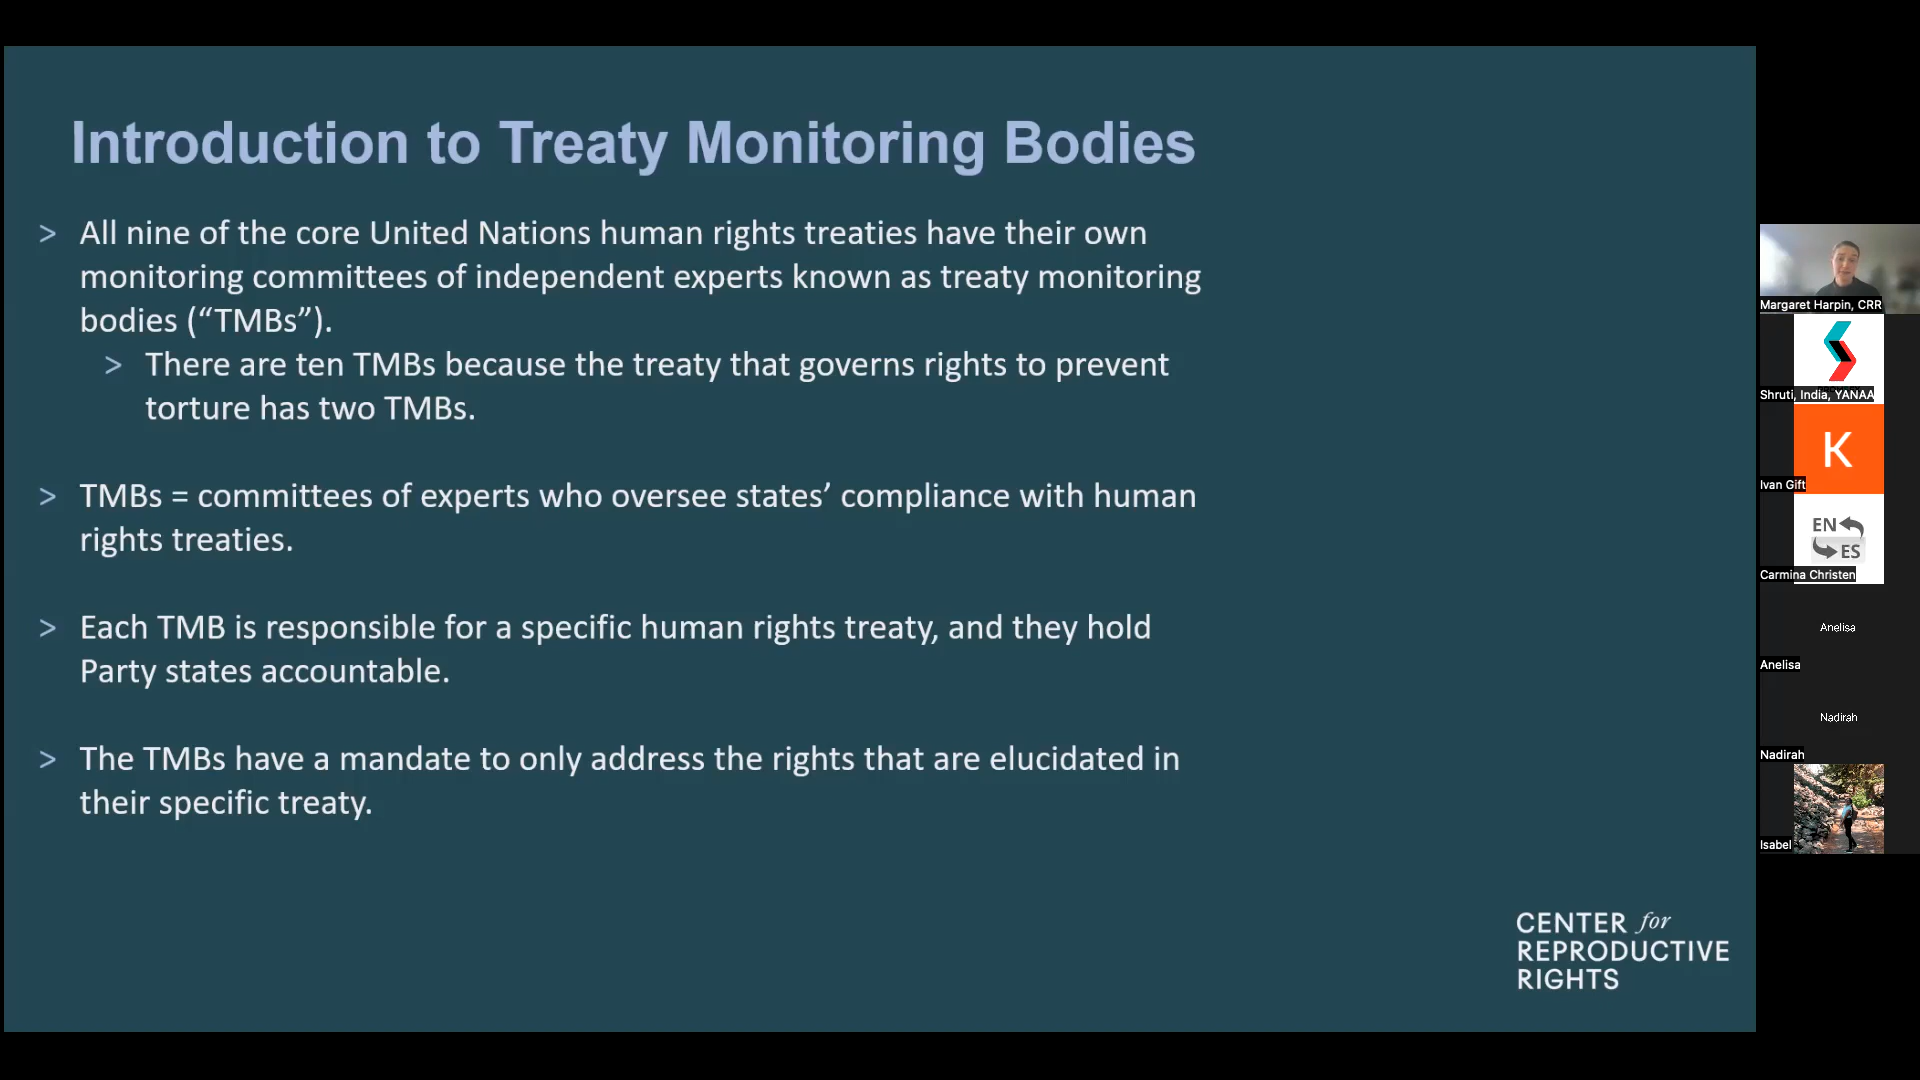 Introduction to Treaty Monitoring Bodies
> All nine of the core United Nations human rights treaties have their own
monitoring committees of independent experts known as treaty monitoring
bodies (“TMBs”).
> There are ten TMBs because the treaty that governs rights to prevent
torture has two TMBs.
> TMBs = committees of experts who oversee states’ compliance with human
rights treaties.
> Each TMB is responsible for a specific human rights treaty, and they hold
Party states accountable.
> The TMBs have a mandate to only address the rights that are elucidated in
their specific treaty.
CENTER for
REPRODUCTIVE
RIGHTS
Margaret Harpin, CRR
Shruti, India, YANAA
K
Ivan Gift
EN
ES
Carmina Christen
Anelisa
Anelisa
Nadirah
Nadirah
Isabel